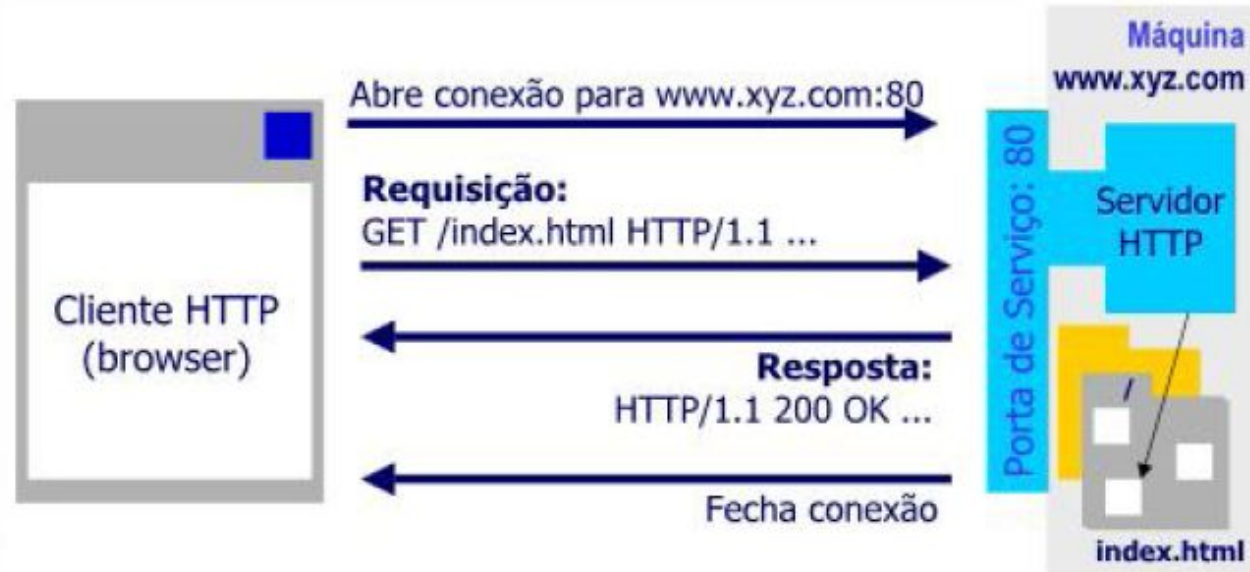 Máquina
www.xyz.com
Abre conexão para www.xyz.com:80
Requisição:
GET /index.html HTTP/1.1 ...
Cliente HTTP
(browser)
Resposta:
HTTP/1.1 200 OK ...
Fecha conexão
Porta de Serviço: 80
Servidor
HTTP
/
index.html